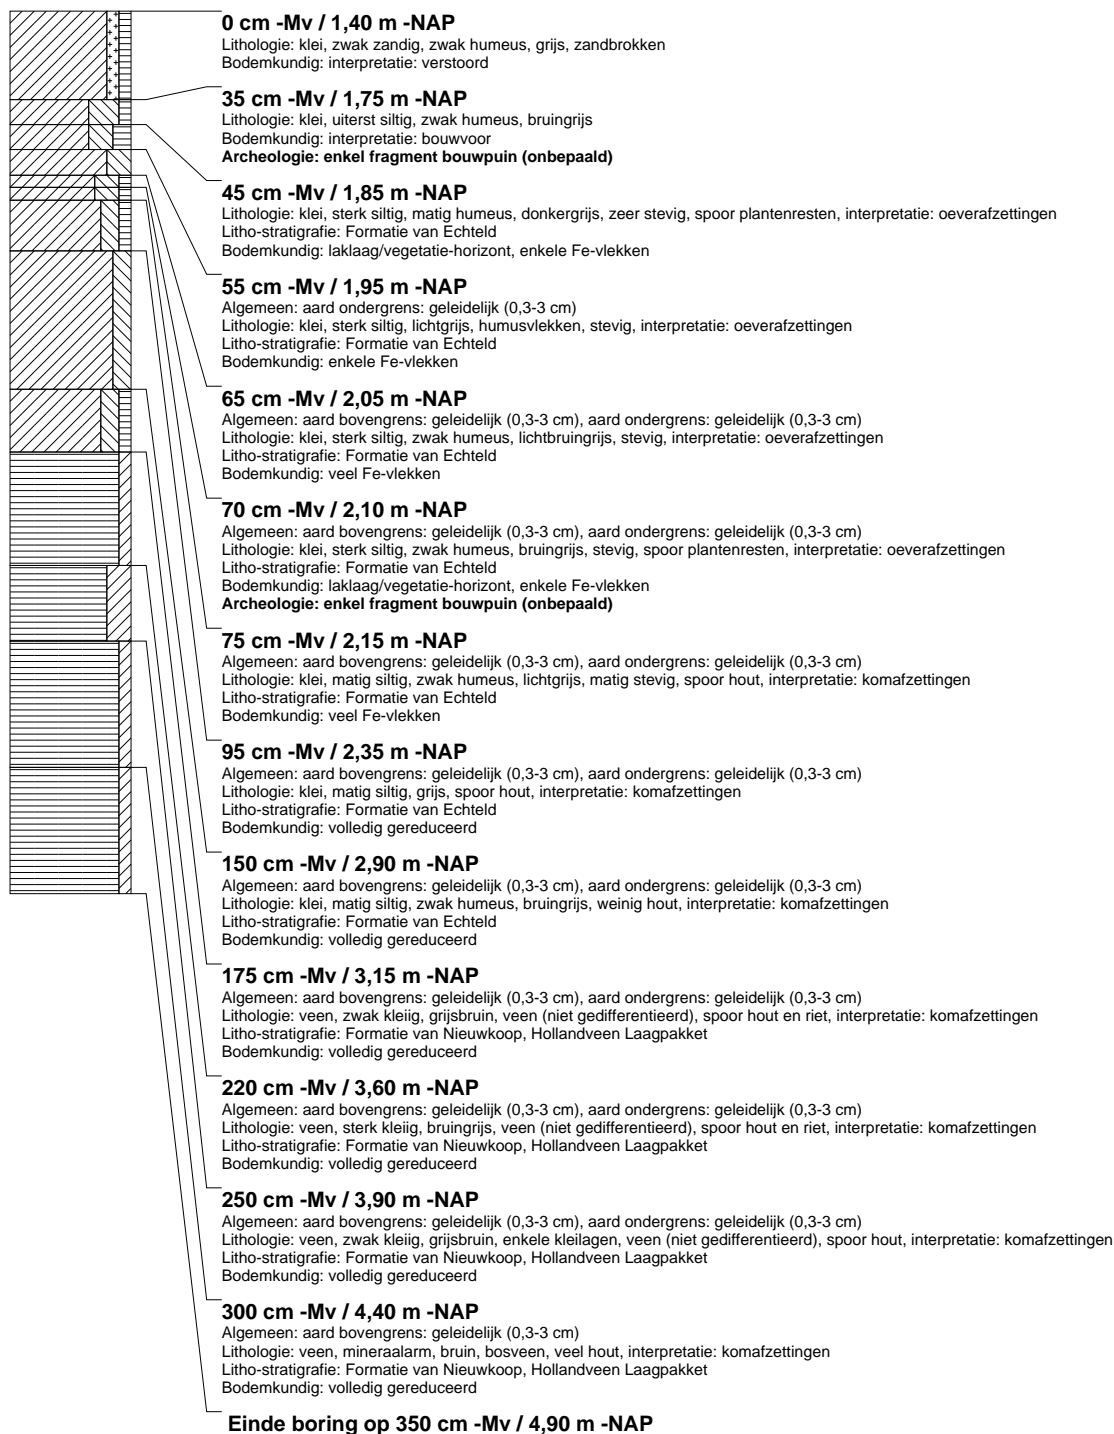 0 cm -Mv / 1,40 m -NAP
Lithologie: klei, zwak zandig, zwak humeus, grijs, zandbrokken
Bodemkundig: interpretatie: verstoord
35 cm -Mv / 1,75 m -NAP
Lithologie: klei, uiterst siltig, zwak humeus, bruingrijs
Bodemkundig: interpretatie: bouwvoor
Archeologie: enkel fragment bouwpuin (onbepaald)
45 cm -Mv / 1,85 m -NAP
Lithologie: klei, sterk siltig, matig humeus, donkergrijs, zeer stevig, spoor plantenresten, interpretatie: oeverafzettingen
Litho-stratigrafie: Formatie van Echteld
Bodemkundig: laklaag/vegetatie-horizont, enkele Fe-vlekken
55 cm -Mv / 1,95 m -NAP
Algemeen: aard ondergrens: geleidelijk (0,3-3 cm)
Lithologie: klei, sterk siltig, lichtgrijs, humusvlekken, stevig, interpretatie: oeverafzettingen
Litho-stratigrafie: Formatie van Echteld
Bodemkundig: enkele Fe-vlekken
65 cm -Mv / 2,05 m -NAP
Algemeen: aard bovengrens: geleidelijk (0,3-3 cm), aard ondergrens: geleidelijk (0,3-3 cm)
Lithologie: klei, sterk siltig, zwak humeus, lichtbruingrijs, stevig, interpretatie: oeverafzettingen
Litho-stratigrafie: Formatie van Echteld
Bodemkundig: veel Fe-vlekken
70 cm -Mv / 2,10 m -NAP
Algemeen: aard bovengrens: geleidelijk (0,3-3 cm), aard ondergrens: geleidelijk (0,3-3 cm)
Lithologie: klei, sterk siltig, zwak humeus, bruingrijs, stevig, spoor plantenresten, interpretatie: oeverafzettingen
Litho-stratigrafie: Formatie van Echteld
Bodemkundig: laklaag/vegetatie-horizont, enkele Fe-vlekken
Archeologie: enkel fragment bouwpuin (onbepaald)
75 cm -Mv / 2,15 m -NAP
Algemeen: aard bovengrens: geleidelijk (0,3-3 cm), aard ondergrens: geleidelijk (0,3-3 cm)
Lithologie: klei, matig siltig, zwak humeus, lichtgrijs, matig stevig, spoor hout, interpretatie: komafzettingen
Litho-stratigrafie: Formatie van Echteld
Bodemkundig: veel Fe-vlekken
95 cm -Mv / 2,35 m -NAP
Algemeen: aard bovengrens: geleidelijk (0,3-3 cm), aard ondergrens: geleidelijk (0,3-3 cm)
Lithologie: klei, matig siltig, grijs, spoor hout, interpretatie: komafzettingen
Litho-stratigrafie: Formatie van Echteld
Bodemkundig: volledig gereduceerd
150 cm -Mv / 2,90 m -NAP
Algemeen: aard bovengrens: geleidelijk (0,3-3 cm), aard ondergrens: geleidelijk (0,3-3 cm)
Lithologie: klei, matig siltig, zwak humeus, bruingrijs, weinig hout, interpretatie: komafzettingen
Litho-stratigrafie: Formatie van Echteld
Bodemkundig: volledig gereduceerd
175 cm -Mv / 3,15 m -NAP
Algemeen: aard bovengrens: geleidelijk (0,3-3 cm), aard ondergrens: geleidelijk (0,3-3 cm)
Lithologie: veen, zwak kleiig, grijsbruin, veen (niet gedifferentieerd), spoor hout en riet, interpretatie: komafzettingen
Litho-stratigrafie: Formatie van Nieuwkoop, Hollandveen Laagpakket
Bodemkundig: volledig gereduceerd
220 cm -Mv / 3,60 m -NAP
Algemeen: aard bovengrens: geleidelijk (0,3-3 cm), aard ondergrens: geleidelijk (0,3-3 cm)
Lithologie: veen, sterk kleiig, bruingrijs, veen (niet gedifferentieerd), spoor hout en riet, interpretatie: komafzettingen
Litho-stratigrafie: Formatie van Nieuwkoop, Hollandveen Laagpakket
Bodemkundig: volledig gereduceerd
250 cm -Mv / 3,90 m -NAP
Algemeen: aard bovengrens: geleidelijk (0,3-3 cm), aard ondergrens: geleidelijk (0,3-3 cm)
Lithologie: veen, zwak kleiig, grijsbruin, enkele kleilagen, veen (niet gedifferentieerd), spoor hout, interpretatie: komafzettingen
Litho-stratigrafie: Formatie van Nieuwkoop, Hollandveen Laagpakket
Bodemkundig: volledig gereduceerd
300 cm -Mv / 4,40 m -NAP
Algemeen: aard bovengrens: geleidelijk (0,3-3 cm)
Lithologie: veen, mineraalarm, bruin, bosveen, veel hout, interpretatie: komafzettingen
Litho-stratigrafie: Formatie van Nieuwkoop, Hollandveen Laagpakket
Bodemkundig: volledig gereduceerd
Einde boring op 350 cm -Mv / 4,90 m -NAP